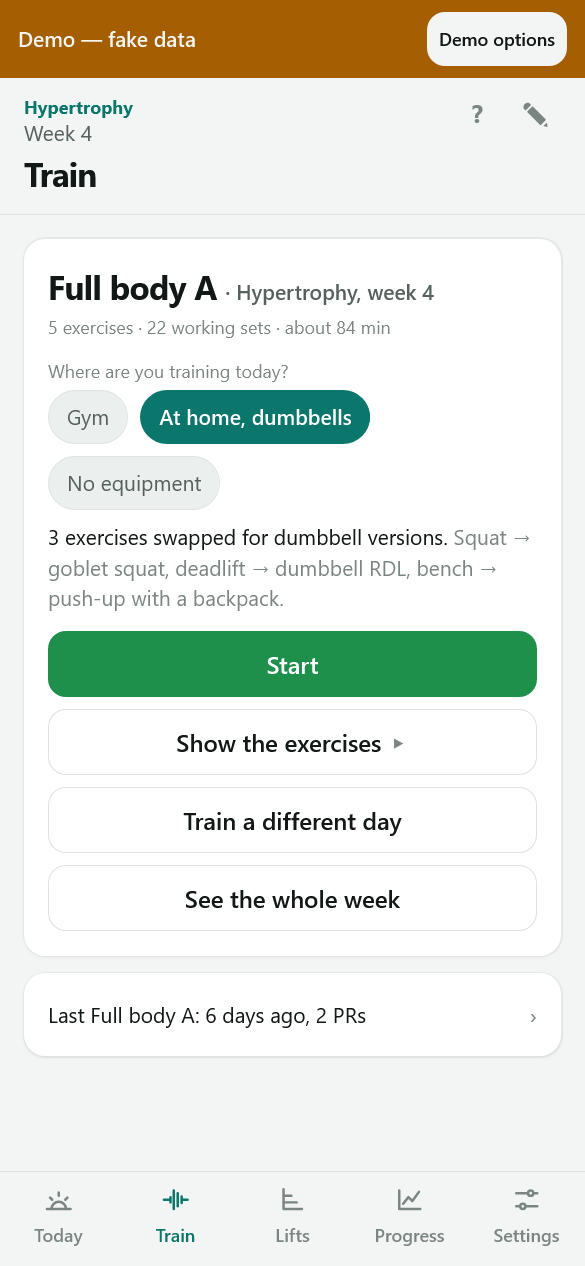 Demo — fake data
Demo options
Hypertrophy
Week 4
?
Train
Full body A · Hypertrophy, week 4
5 exercises · 22 working sets · about 84 min
Where are you training today?
Gym
At home, dumbbells
No equipment
3 exercises swapped for dumbbell versions. Squat →
goblet squat, deadlift → dumbbell RDL, bench →
push-up with a backpack.
Start
Show the exercises ▸
Train a different day
See the whole week
Last Full body A: 6 days ago, 2 PRs ›
Today
Train
Lifts
Progress
Settings